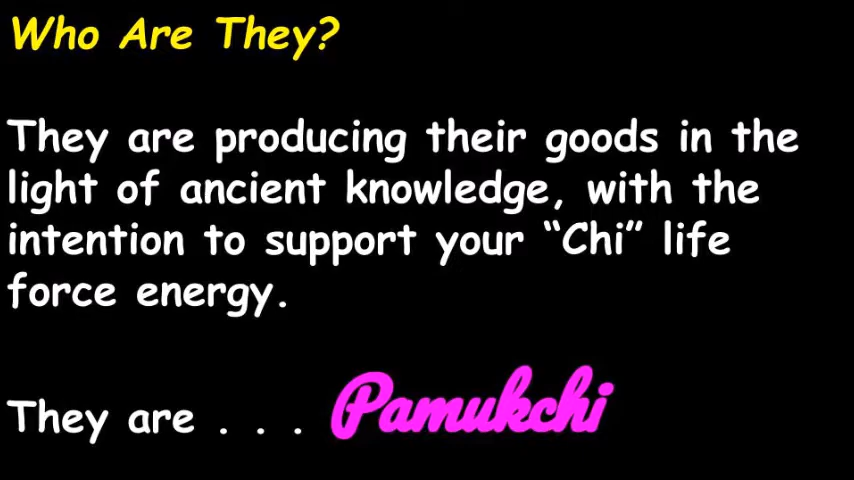 Who Are They?
They are producing their goods in the
light of ancient knowledge, with the
intention to support your “Chi” life
force energy.
They are . . . Pamukchi